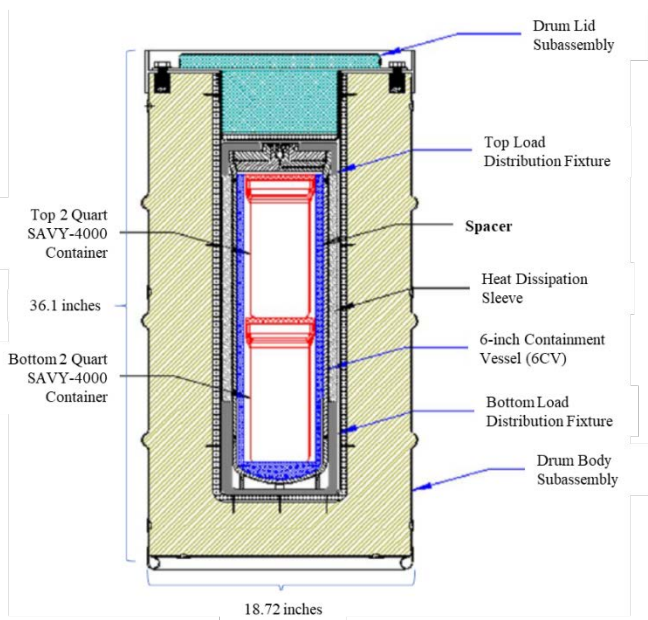 Drum Lid
Subassembly
Top Load
Distribution Fixture
Top 2 Quart
SAVY-4000
Container
Spacer
Heat Dissipation
Sleeve
36.1 inches
6-inch Containment
Vessel (6CV)
Bottom 2 Quart
SAVY-4000
Container
Bottom Load
Distribution Fixture
Drum Body
Subassembly
18.72 inches